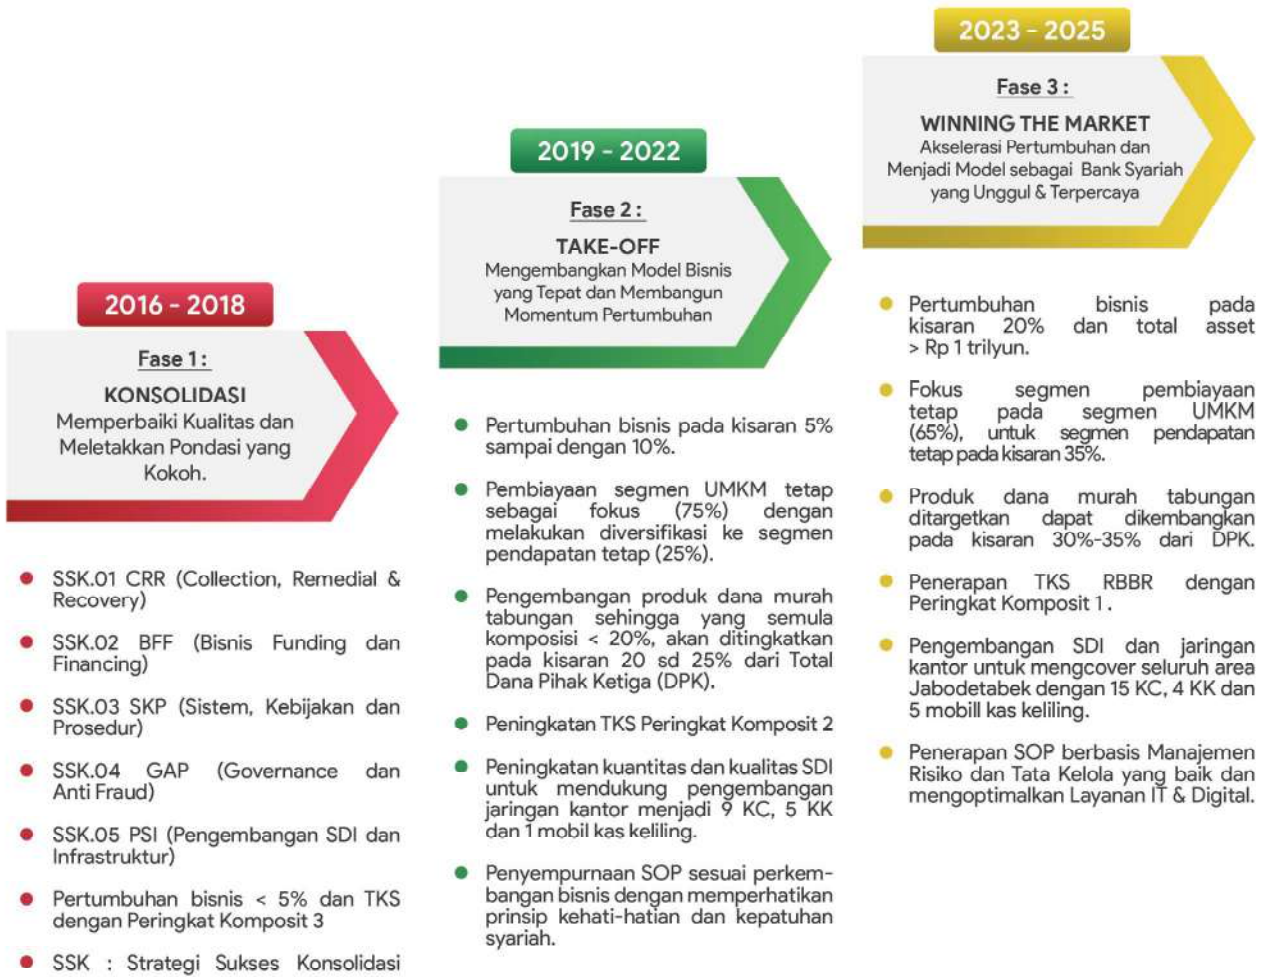 2016 - 2018
Fase 1 :
KONSOLIDASI
Memperbaiki Kualitas dan
Meletakkan Pondasi yang
Kokoh.
SSK.01 CRR (Collection, Remedial &
Recovery)
SSK.02 BFF (Bisnis Funding dan
Financing)
SSK.03 SKP (Sistem, Kebijakan dan
Prosedur)
SSK.04 GAP (Governance dan
Anti Fraud)
SSK.05 PSI (Pengembangan SDI dan
Infrastruktur)
Pertumbuhan bisnis < 5% dan TKS
dengan Peringkat Komposit 3
SSK : Strategi Sukses Konsolidasi
2019 - 2022
Fase 2 :
TAKE-OFF
Mengembangkan Model Bisnis
yang Tepat dan Membangun
Momentum Pertumbuhan
Pertumbuhan bisnis pada kisaran 5%
sampai dengan 10%.
Pembiayaan segmen UMKM tetap
sebagai fokus (75%) dengan
melakukan diversifikasi ke segmen
pendapatan tetap (25%).
Pengembangan produk dana murah
tabungan sehingga yang semula
komposisi < 20%, akan ditingkatkan
pada kisaran 20 sd 25% dari Total
Dana Pihak Ketiga (DPK).
Peningkatan TKS Peringkat Komposit 2
Peningkatan kuantitas dan kualitas SDI
untuk mendukung pengembangan
jaringan kantor menjadi 9 KC, 5 KK
dan 1 mobil kas keliling.
Penyempurnaan SOP sesuai perkem-
bangan bisnis dengan memperhatikan
prinsip kehati-hatian dan kepatuhan
syariah.
2023 - 2025
Fase 3 :
WINNING THE MARKET
Akselerasi Pertumbuhan dan
Menjadi Model sebagai Bank Syariah
yang Unggul & Terpercaya
Pertumbuhan bisnis pada
kisaran 20% dan total asset
> Rp 1 trilyun.
Fokus segmen pembiayaan
tetap pada segmen UMKM
(65%), untuk segmen pendapatan
tetap pada kisaran 35%.
Produk dana murah tabungan
ditargetkan dapat dikembangkan
pada kisaran 30%-35% dari DPK.
Penerapan TKS RBBR dengan
Peringkat Komposit 1 .
Pengembangan SDI dan jaringan
kantor untuk mengcover seluruh area
Jabodetabek dengan 15 KC, 4 KK dan
5 mobill kas keliling.
Penerapan SOP berbasis Manajemen
Risiko dan Tata Kelola yang baik dan
mengoptimalkan Layanan IT & Digital.